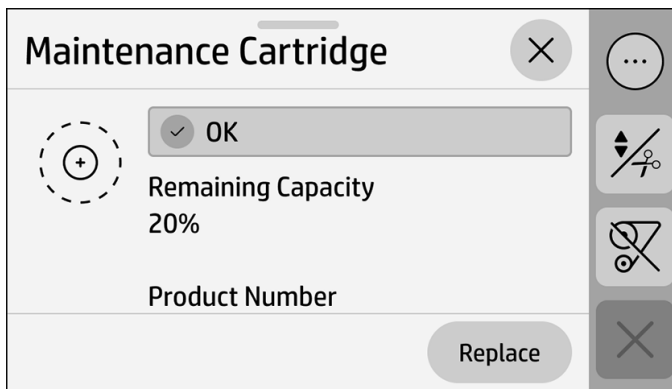 Maintenance Cartridge
OK
Remaining Capacity
20%
Product Number
Replace